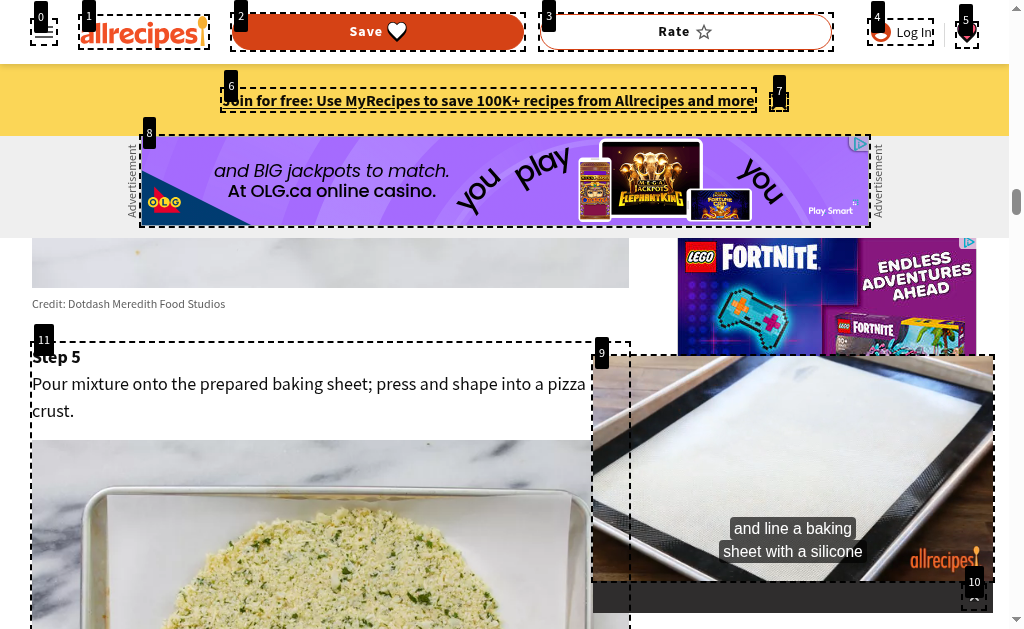 0
1
2
3
4
5
allrecipes
Save
Rate
Log In
6
7
Join for free: Use MyRecipes to save 100K+ recipes from Allrecipes and more
8
Advertisement
and BIG jackpots to match.
At OLG.ca online casino.
OLG
you play you
MEGA JACKPOTS
ELEPHANT KING
FORTUNE COIN
Play Smart
Advertisement
LEGO FORTNITE
ENDLESS
ADVENTURES
AHEAD
LEGO FORTNITE
10+
Credit: Dotdash Meredith Food Studios
11
Step 5
Pour mixture onto the prepared baking sheet; press and shape into a pizza
crust.
9
and line a baking
sheet with a silicone
allrecipes
10